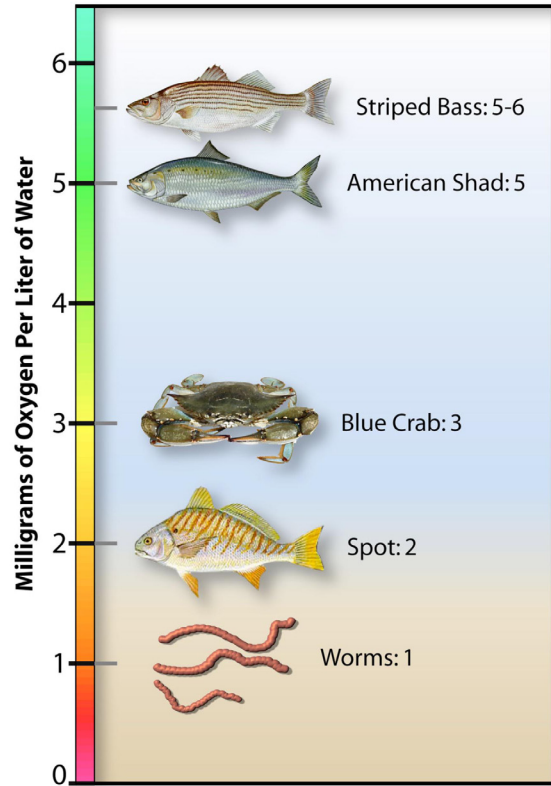 Milligrams of Oxygen Per Liter of Water
6
Striped Bass: 5-6
5
American Shad: 5
4
3
Blue Crab: 3
2
Spot: 2
1
Worms: 1
0